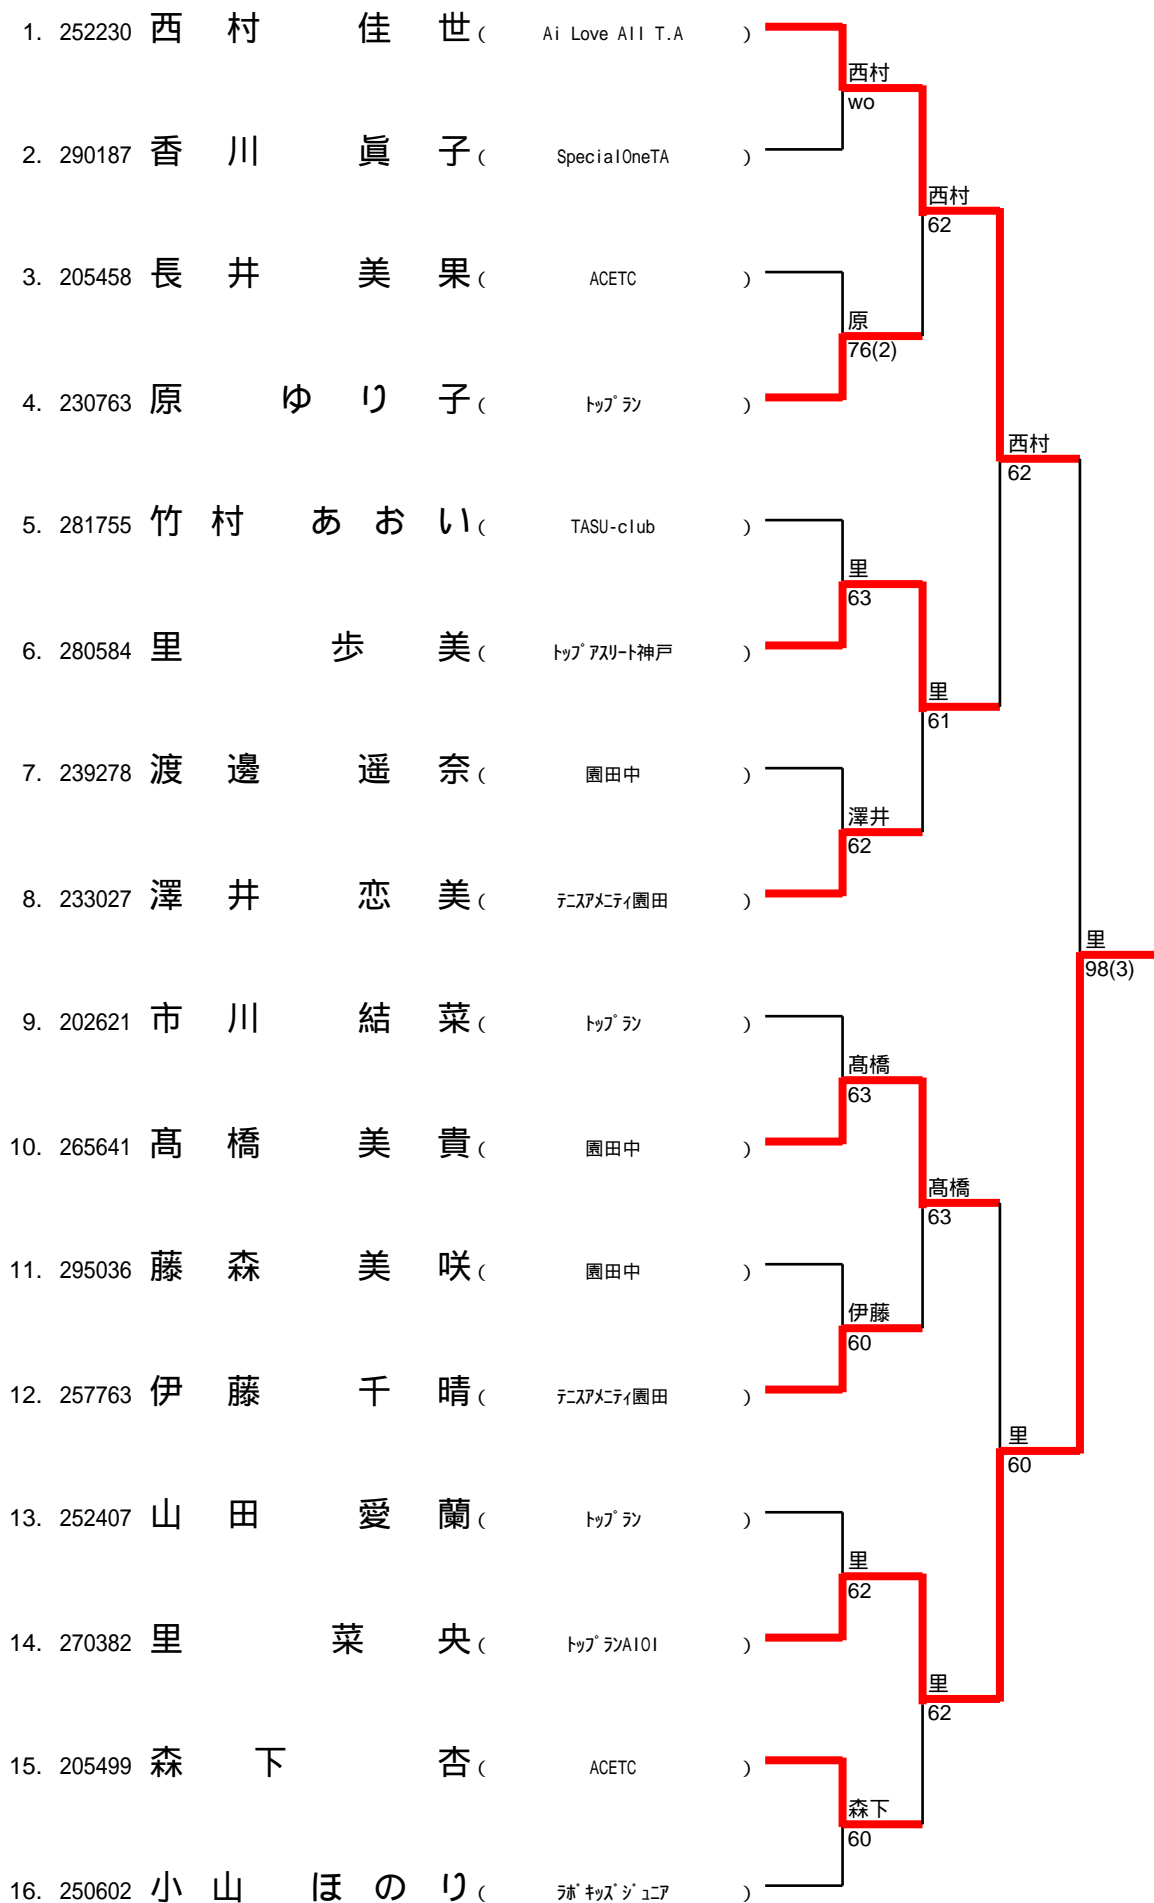 1. 252230 西村 佳世 ( Ai Love All T.A )
西村
wo
2. 290187 香川 眞子 ( SpecialOneTA )
西村
62
3. 205458 長井 美果 ( ACETC )
原
76(2)
4. 230763 原 ゆり子 ( トップラン )
西村
62
5. 281755 竹村 あおい ( TASU-club )
里
63
6. 280584 里 歩美 ( トップアスリート神戸 )
里
61
7. 239278 渡邊 遥奈 ( 園田中 )
澤井
62
8. 233027 澤井 恋美 ( テニスアメニティ園田 )
里
98(3)
9. 202621 市川 結菜 ( トップラン )
髙橋
63
10. 265641 髙橋 美貴 ( 園田中 )
髙橋
63
11. 295036 藤森 美咲 ( 園田中 )
伊藤
60
12. 257763 伊藤 千晴 ( テニスアメニティ園田 )
里
60
13. 252407 山田 愛蘭 ( トップラン )
里
62
14. 270382 里 菜央 ( トップランAIOI )
里
62
15. 205499 森下 杏 ( ACETC )
森下
60
16. 250602 小山 ほのり ( ラボキッズジュニア )